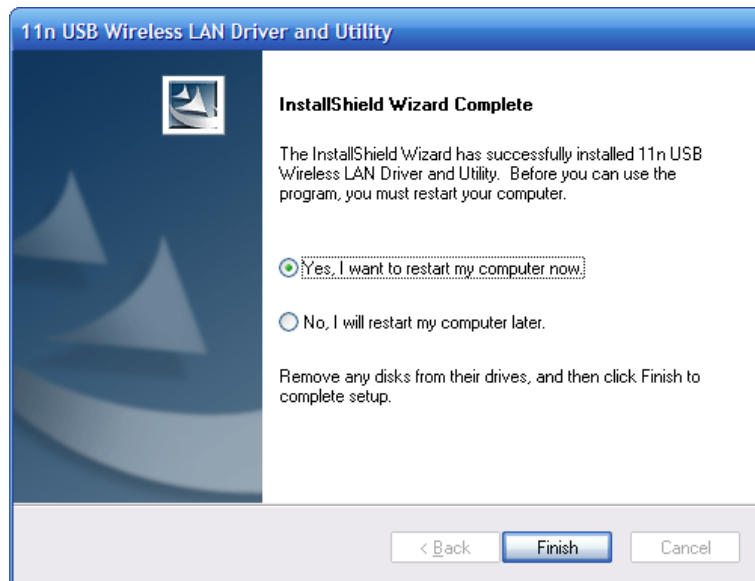 11n USB Wireless LAN Driver and Utility
InstallShield Wizard Complete
The InstallShield Wizard has successfully installed 11n USB
Wireless LAN Driver and Utility.  Before you can use the
program, you must restart your computer.
Yes, I want to restart my computer now.
No, I will restart my computer later.
Remove any disks from their drives, and then click Finish to
complete setup.
< Back Finish Cancel